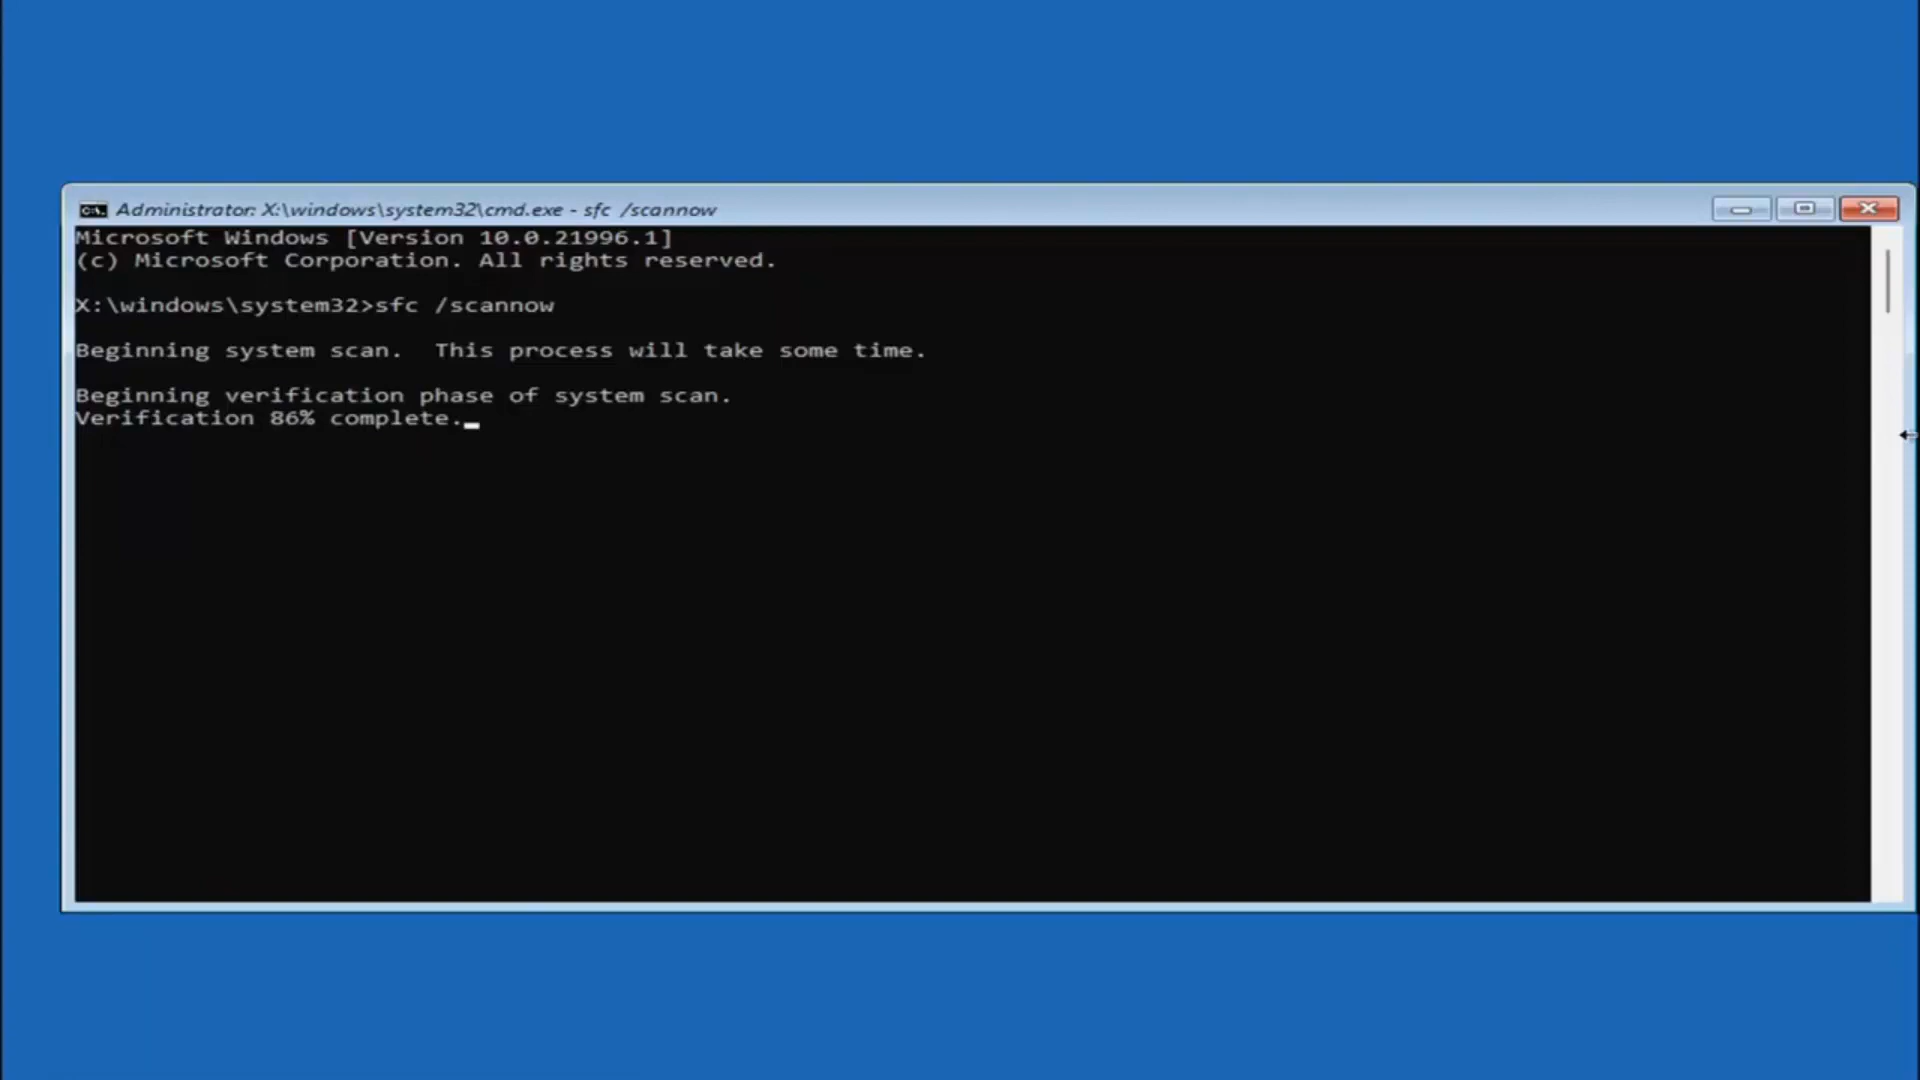 Administrator: X:\windows\system32\cmd.exe - sfc /scannow
Microsoft Windows [Version 10.0.21996.1]
(c) Microsoft Corporation. All rights reserved.
X:\windows\system32>sfc /scannow
Beginning system scan.  This process will take some time.
Beginning verification phase of system scan.
Verification 86% complete.